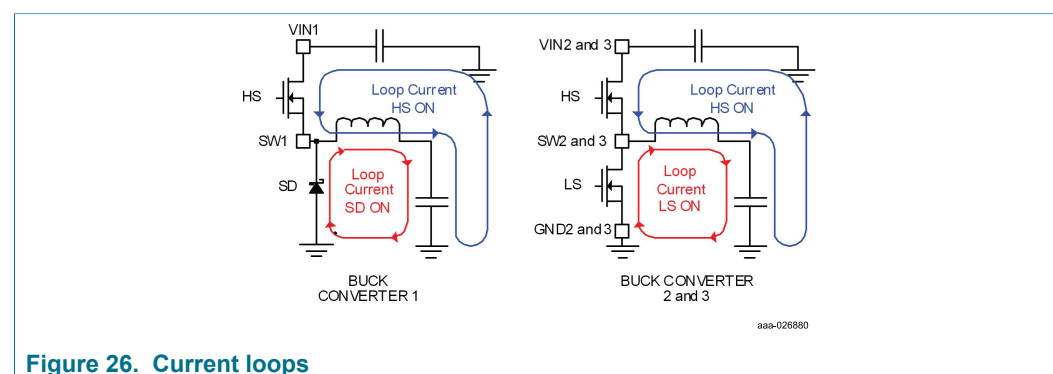 VIN1
HS
Loop Current
HS ON
SW1
SD
Loop
Current
SD ON
BUCK
CONVERTER 1
VIN2 and 3
HS
Loop Current
HS ON
SW2 and 3
LS
Loop
Current
LS ON
GND2 and 3
BUCK CONVERTER
2 and 3
aaa-026880
Figure 26. Current loops